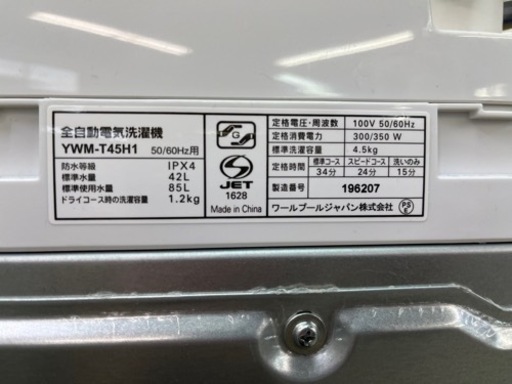 全自動電気洗濯機
YWM-T45H1 50/60Hz用
防水等級 IPX4
標準水量 42L
標準水量 85L
ドライコース時の洗濯容量 1.2kg
G
S
JET
1628
Made in China
定格電圧・周波数 100V 50/60Hz
定格消費電力 300/350 W
標準洗濯容量 4.5kg
定格時間 標準コース スピードコース 洗いのみ
34分 24分 15分
製造番号 196207
ワールプールジャパン株式会社
PSE